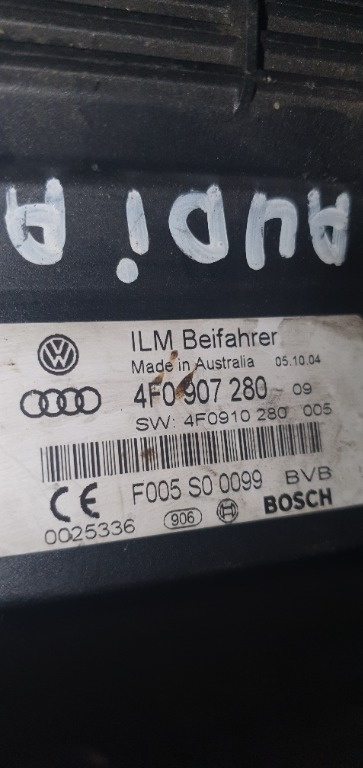 AUDi A
ILM Beifahrer
Made in Australia 05.10.04
4F0 907 280 09
SW: 4F0910 280 005
CE F005 S0 0099 BVB
0025336 906 BOSCH